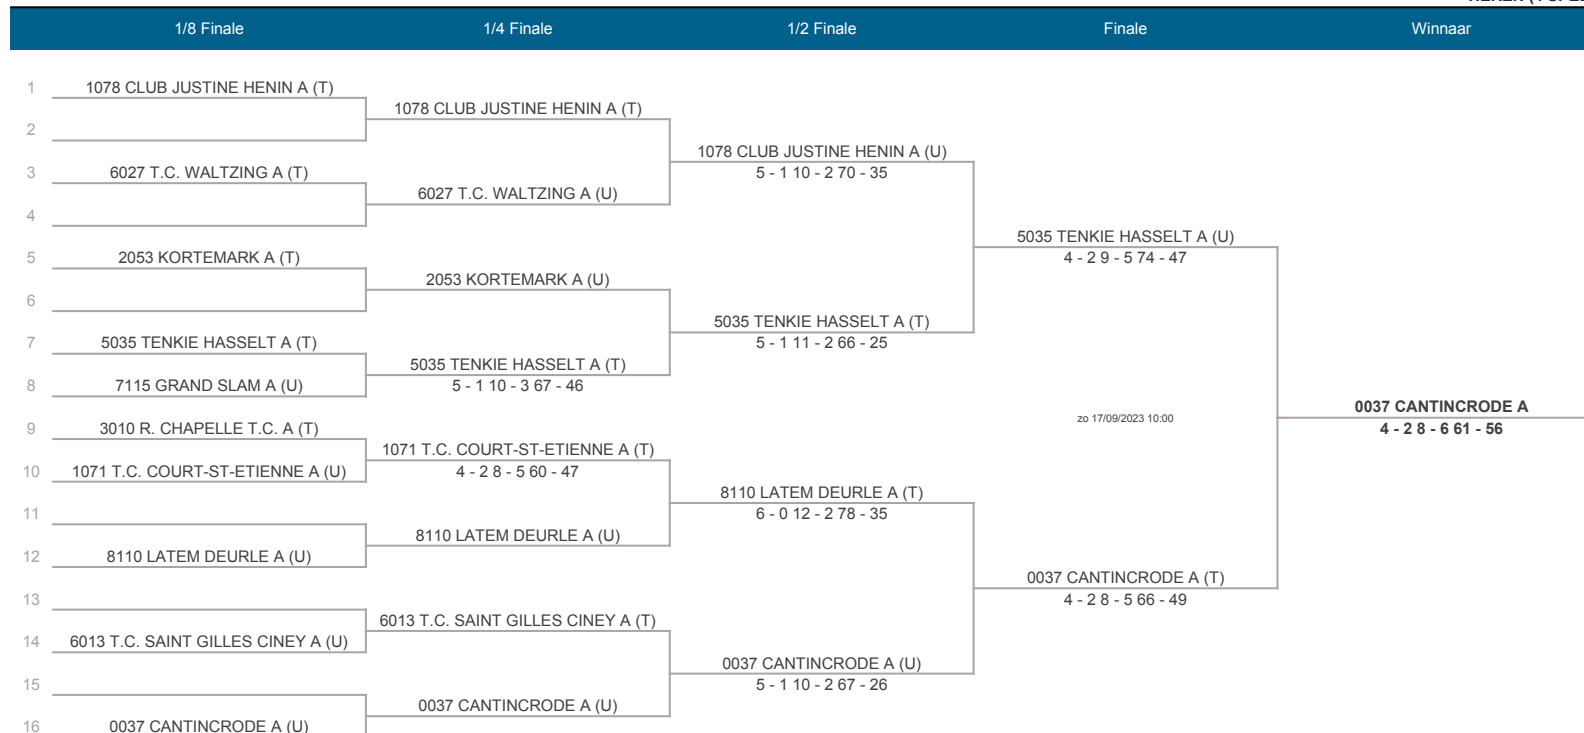 1/8 Finale 1/4 Finale 1/2 Finale Finale Winnaar
1 1078 CLUB JUSTINE HENIN A (T)
1078 CLUB JUSTINE HENIN A (T)
2
1078 CLUB JUSTINE HENIN A (U)
3 6027 T.C. WALTZING A (T)
5 - 1 10 - 2 70 - 35
6027 T.C. WALTZING A (U)
4
5035 TENKIE HASSELT A (U)
5 2053 KORTEMARK A (T)
4 - 2 9 - 5 74 - 47
2053 KORTEMARK A (U)
6
5035 TENKIE HASSELT A (T)
7 5035 TENKIE HASSELT A (T)
5 - 1 11 - 2 66 - 25
5035 TENKIE HASSELT A (T)
8 7115 GRAND SLAM A (U)
5 - 1 10 - 3 67 - 46
0037 CANTINCRODE A
zo 17/09/2023 10:00
9 3010 R. CHAPELLE T.C. A (T)
4 - 2 8 - 6 61 - 56
1071 T.C. COURT-ST-ETIENNE A (T)
10 1071 T.C. COURT-ST-ETIENNE A (U)
4 - 2 8 - 5 60 - 47
8110 LATEM DEURLE A (T)
11
6 - 0 12 - 2 78 - 35
8110 LATEM DEURLE A (U)
12 8110 LATEM DEURLE A (U)
0037 CANTINCRODE A (T)
13
4 - 2 8 - 5 66 - 49
6013 T.C. SAINT GILLES CINEY A (T)
14 6013 T.C. SAINT GILLES CINEY A (U)
0037 CANTINCRODE A (U)
15
5 - 1 10 - 2 67 - 26
0037 CANTINCRODE A (U)
16 0037 CANTINCRODE A (U)